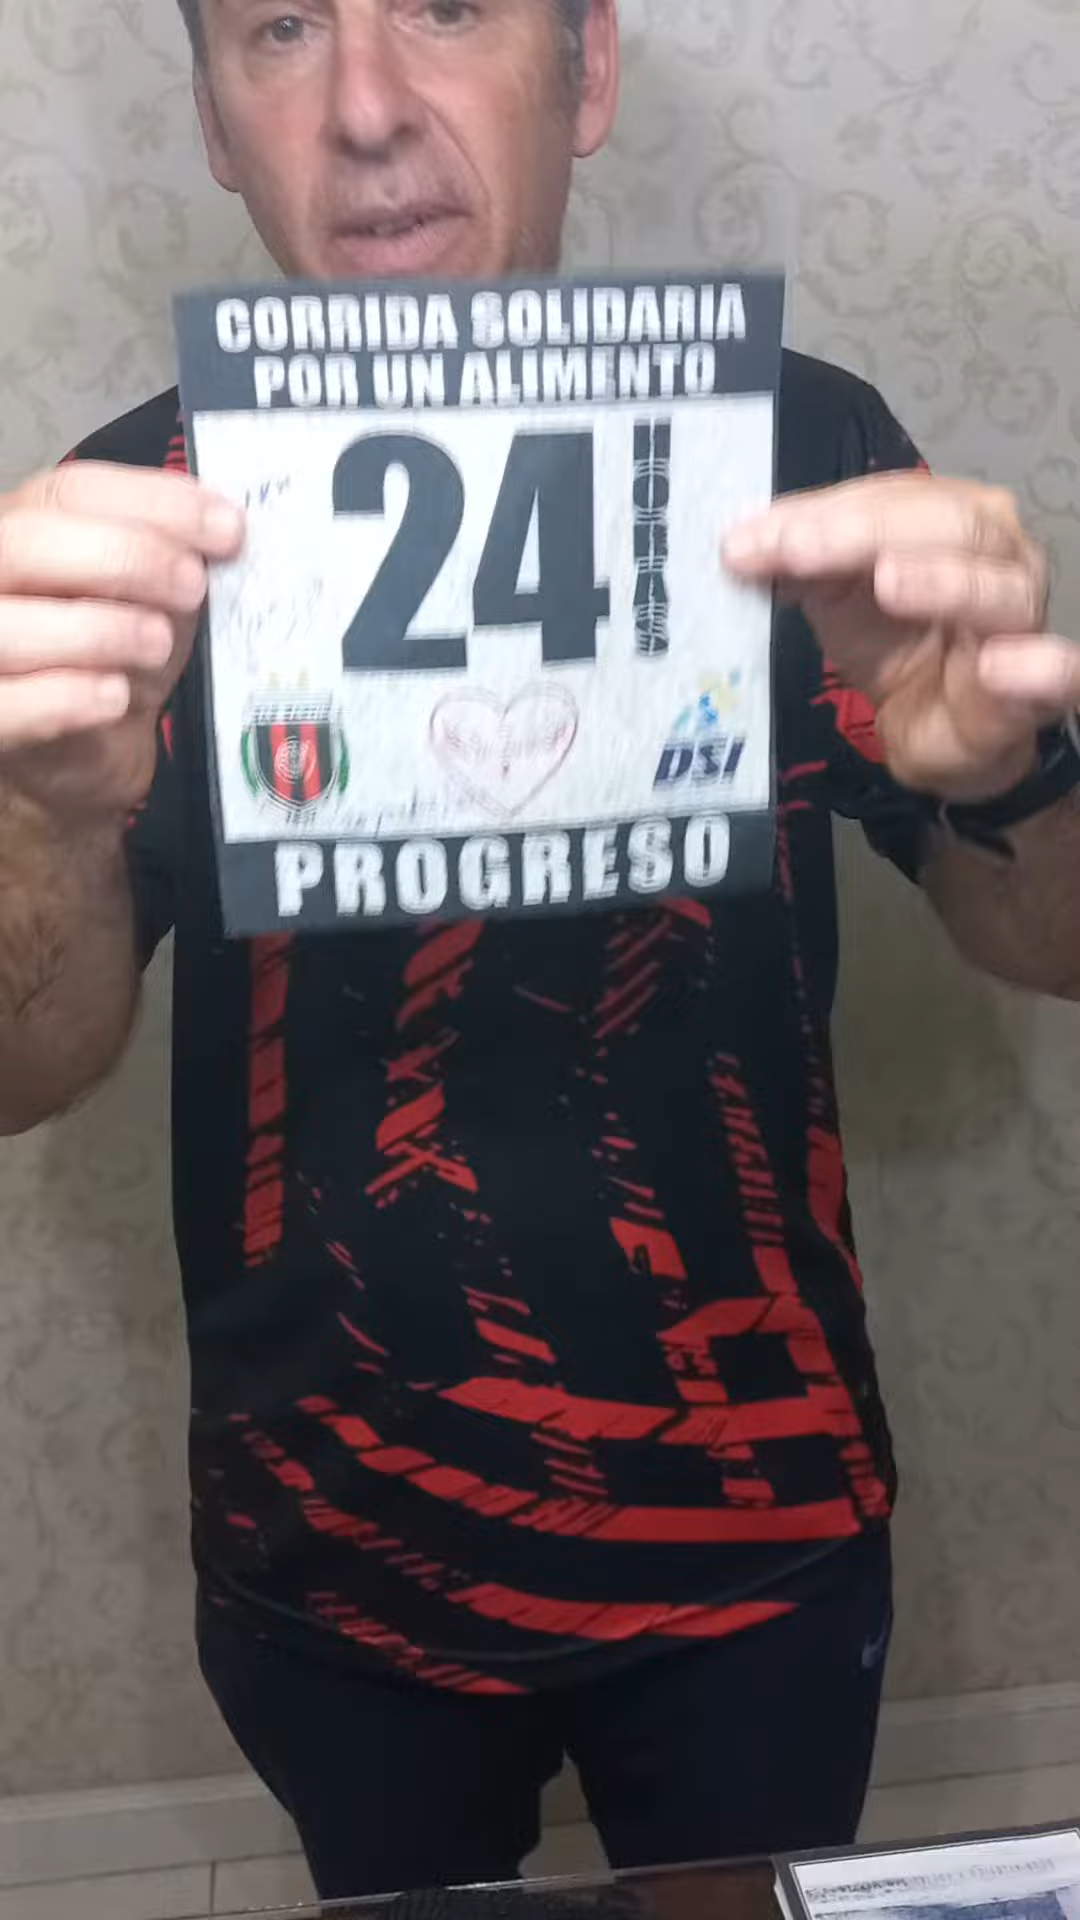 CORRIDA SOLIDARIA
POR UN ALIMENTO
24
HORAS
DSI
PROGRESO